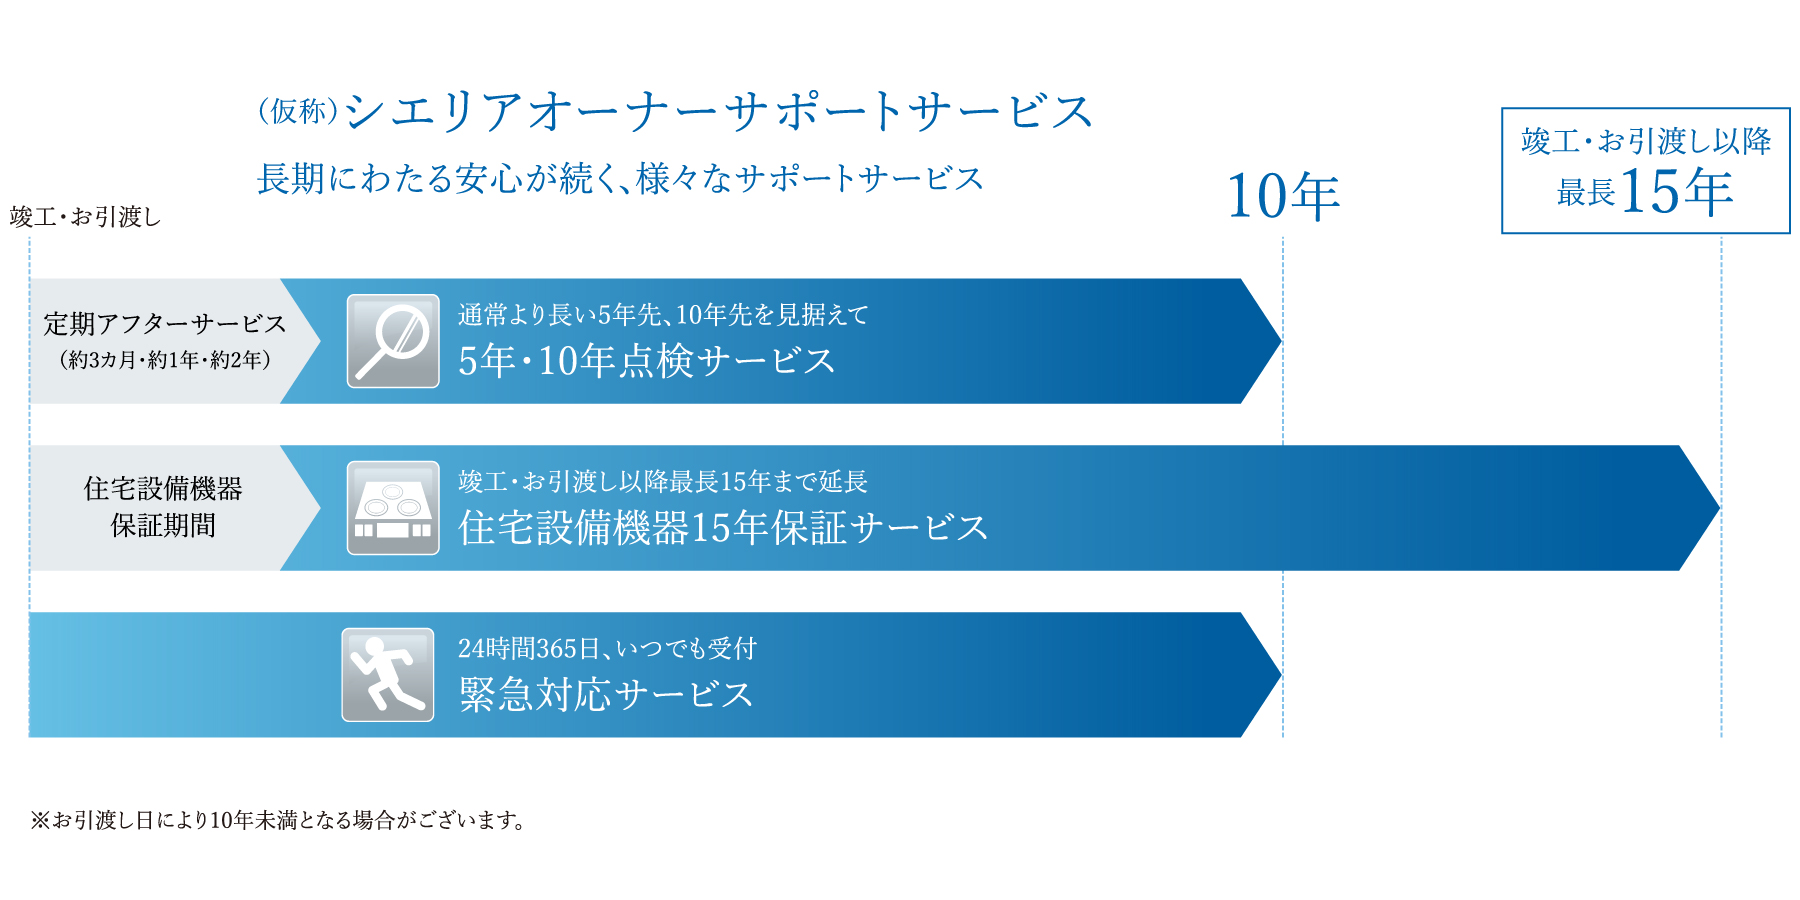 （仮称）シエリアオーナーサポートサービス
長期にわたる安心が続く、様々なサポートサービス
竣工・お引渡し
10年
竣工・お引渡し以降
最長15年
定期アフターサービス
（約3カ月・約1年・約2年）
通常より長い5年先、10年先を見据えて
5年・10年点検サービス
住宅設備機器
保証期間
竣工・お引渡し以降最長15年まで延長
住宅設備機器15年保証サービス
24時間365日、いつでも受付
緊急対応サービス
※お引渡し日により10年未満となる場合がございます。